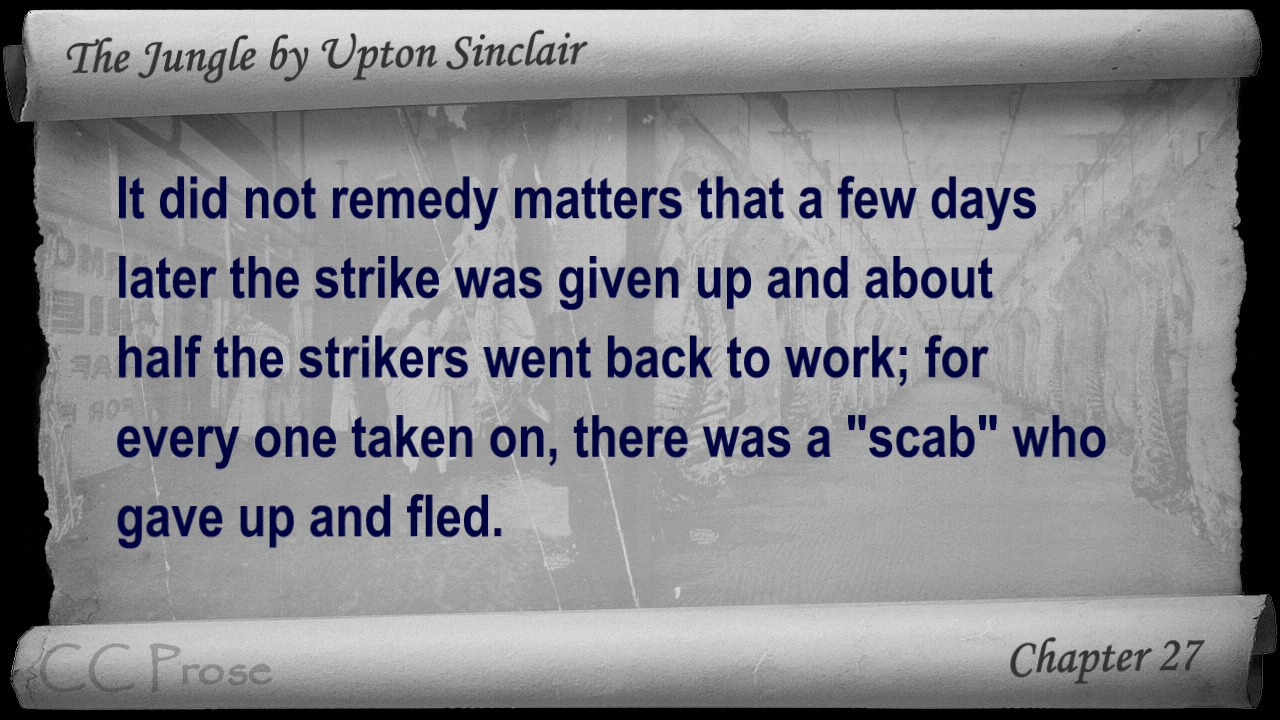 The Jungle by Upton Sinclair
It did not remedy matters that a few days
later the strike was given up and about
half the strikers went back to work; for
every one taken on, there was a "scab" who
gave up and fled.
CC Prose
Chapter 27